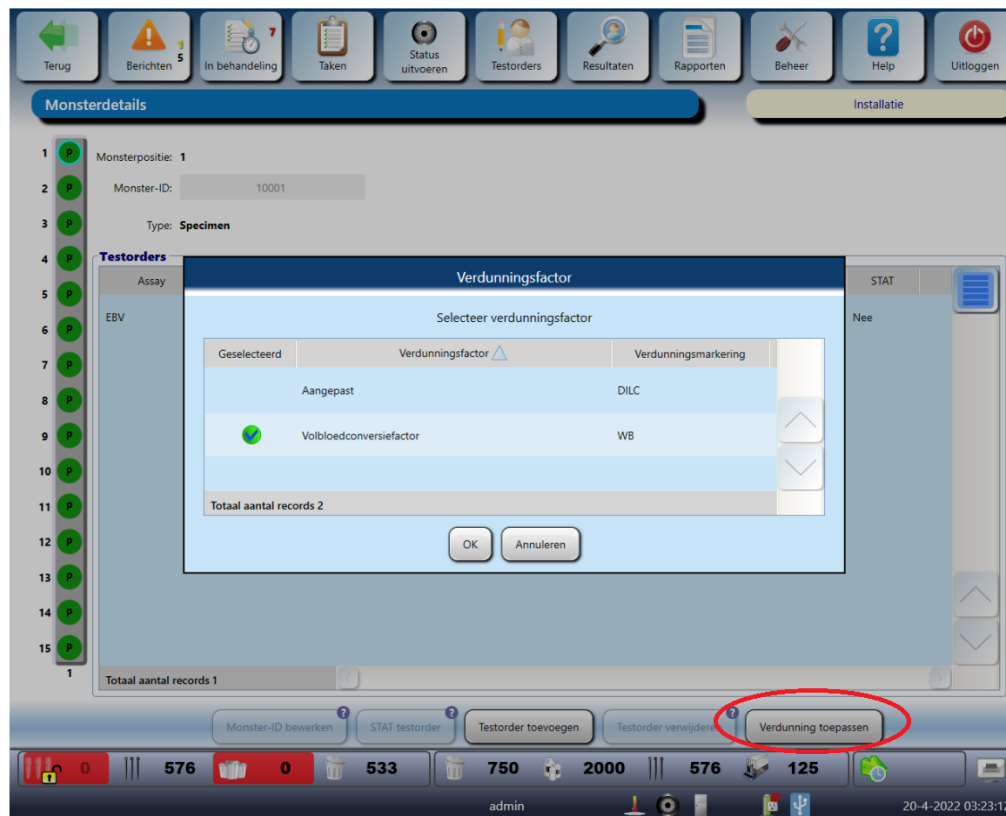 Terug
Berichten
1
5
In behandeling
7
Taken
Status
uitvoeren
Testorders
Resultaten
Rapporten
Beheer
?
Help
Uitloggen
Monsterdetails
Installatie
Monsterpositie: 1
Monster-ID: 10001
Type: Specimen
1 P
2 P
3 P
4 P
5 P
6 P
7 P
8 P
9 P
10 P
11 P
12 P
13 P
14 P
15 P
1
Testorders
Assay
STAT
EBV
Nee
Verdunningsfactor
Selecteer verdunningsfactor
Geselecteerd Verdunningsfactor Verdunningsmarkering
Aangepast DILC
Volbloedconversiefactor WB
Totaal aantal records 2
OK Annuleren
Totaal aantal records 1
Monster-ID bewerken ?
STAT testorder ?
Testorder toevoegen
Testorder verwijdere ?
Verdunning toepassen
0 576 0 533 750 2000 576 125
admin 20-4-2022 03:23:12